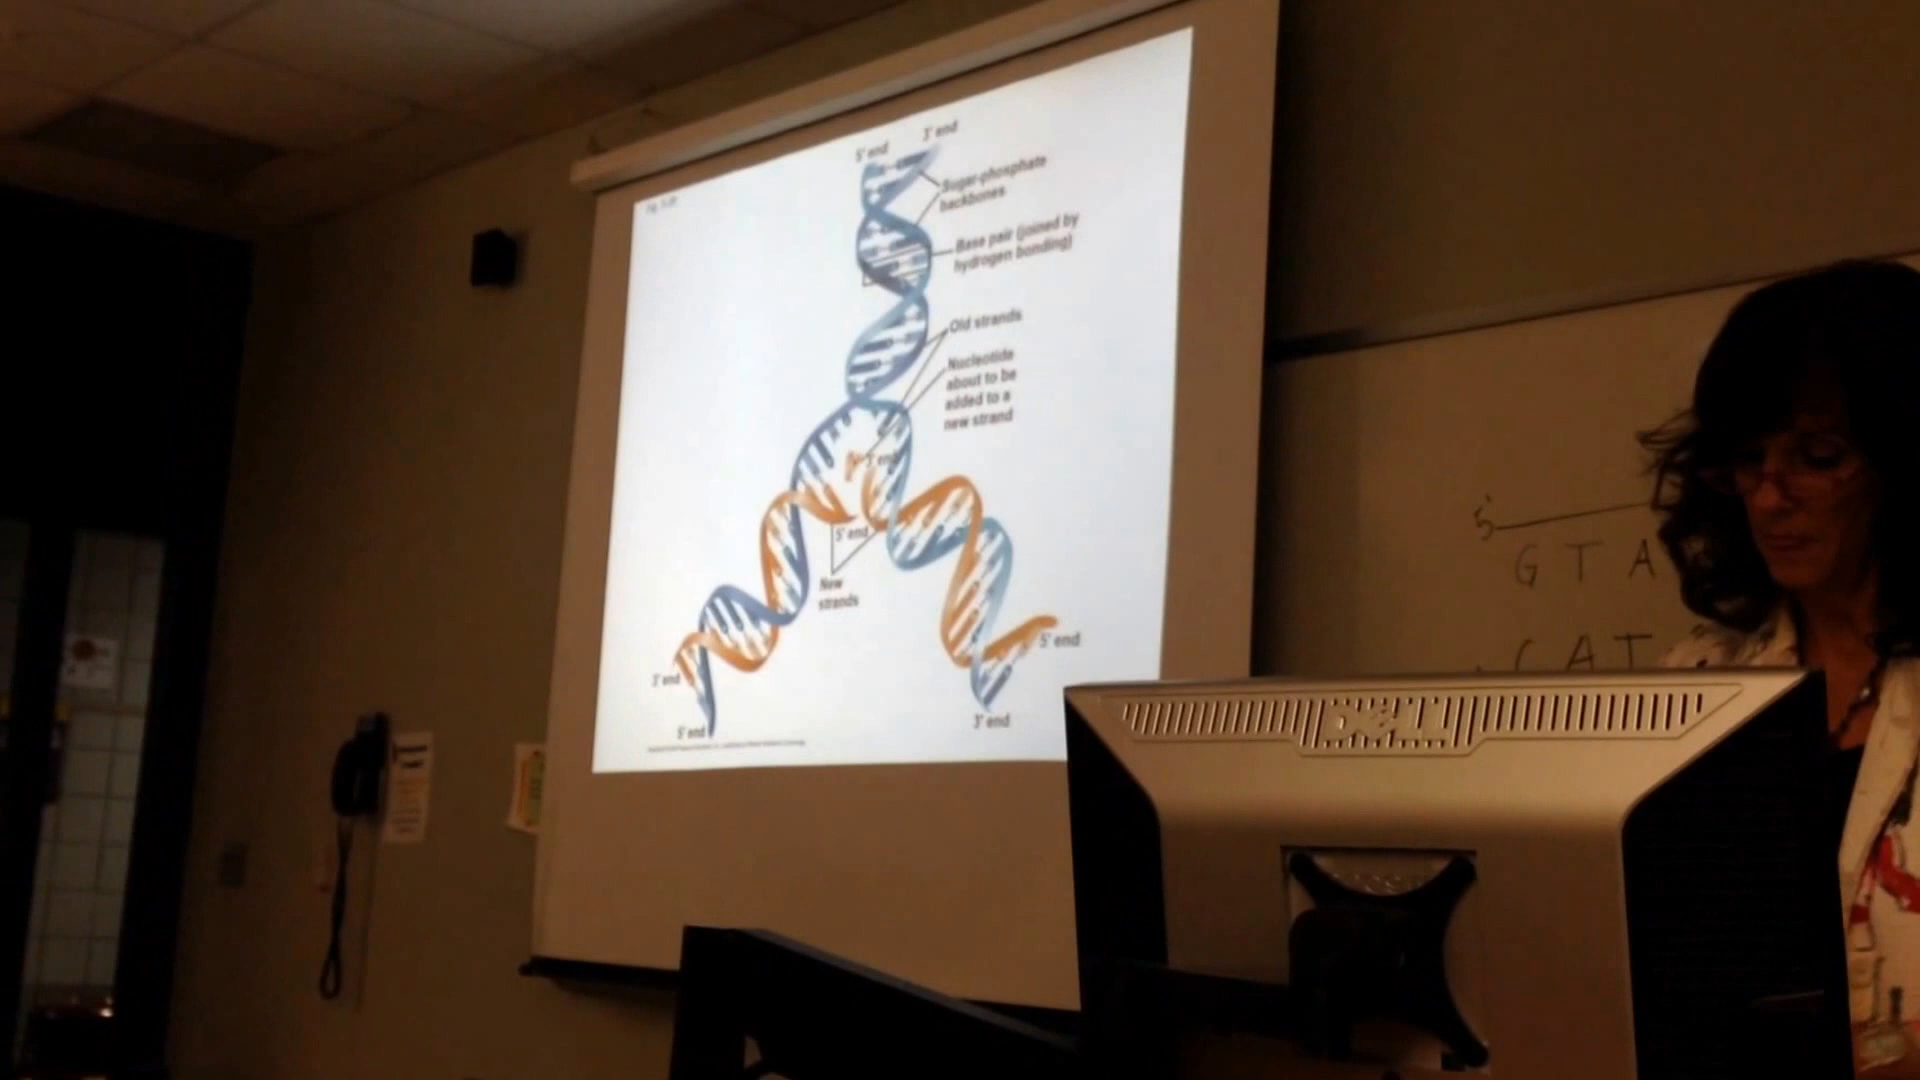 3' end
5' end
Sugar-phosphate
backbones
Base pair (joined by
hydrogen bonding)
Old strands
Nucleotide
about to be
added to a
new strand
3' end
5' end
New
strands
5' end
3' end
3' end
5' end
5'
G T A
C A T
DELL